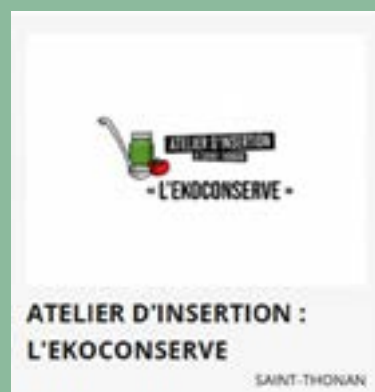 ATELIER D'INSERTION
« L'EKOCONSERVE »
ATELIER D'INSERTION :
L'EKOCONSERVE
SAINT-THONAN